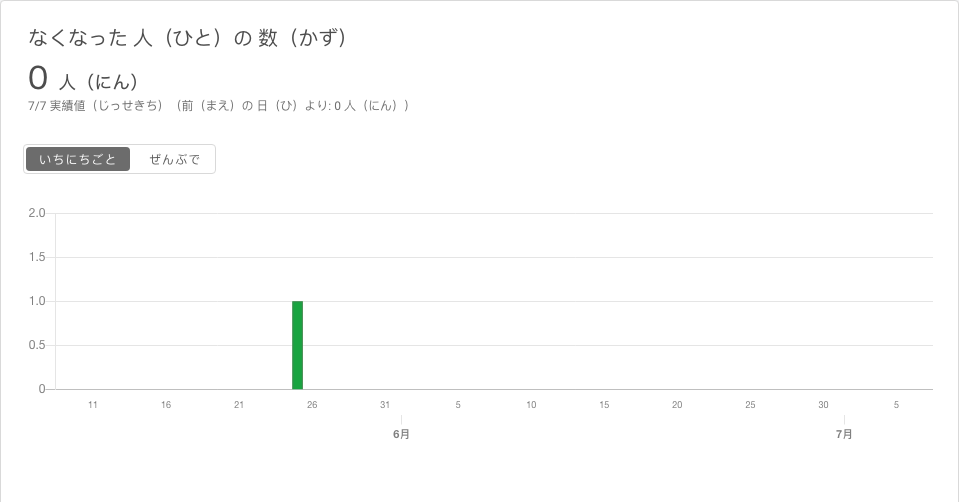 なくなった 人（ひと）の 数（かず）
0 人（にん）
7/7 実績値（じっせきち）（前（まえ）の 日（ひ）より: 0 人（にん））
いちにちごと ぜんぶで
2.0
1.5
1.0
0.5
0
11 16 21 26 31 5 10 15 20 25 30 5
6月 7月